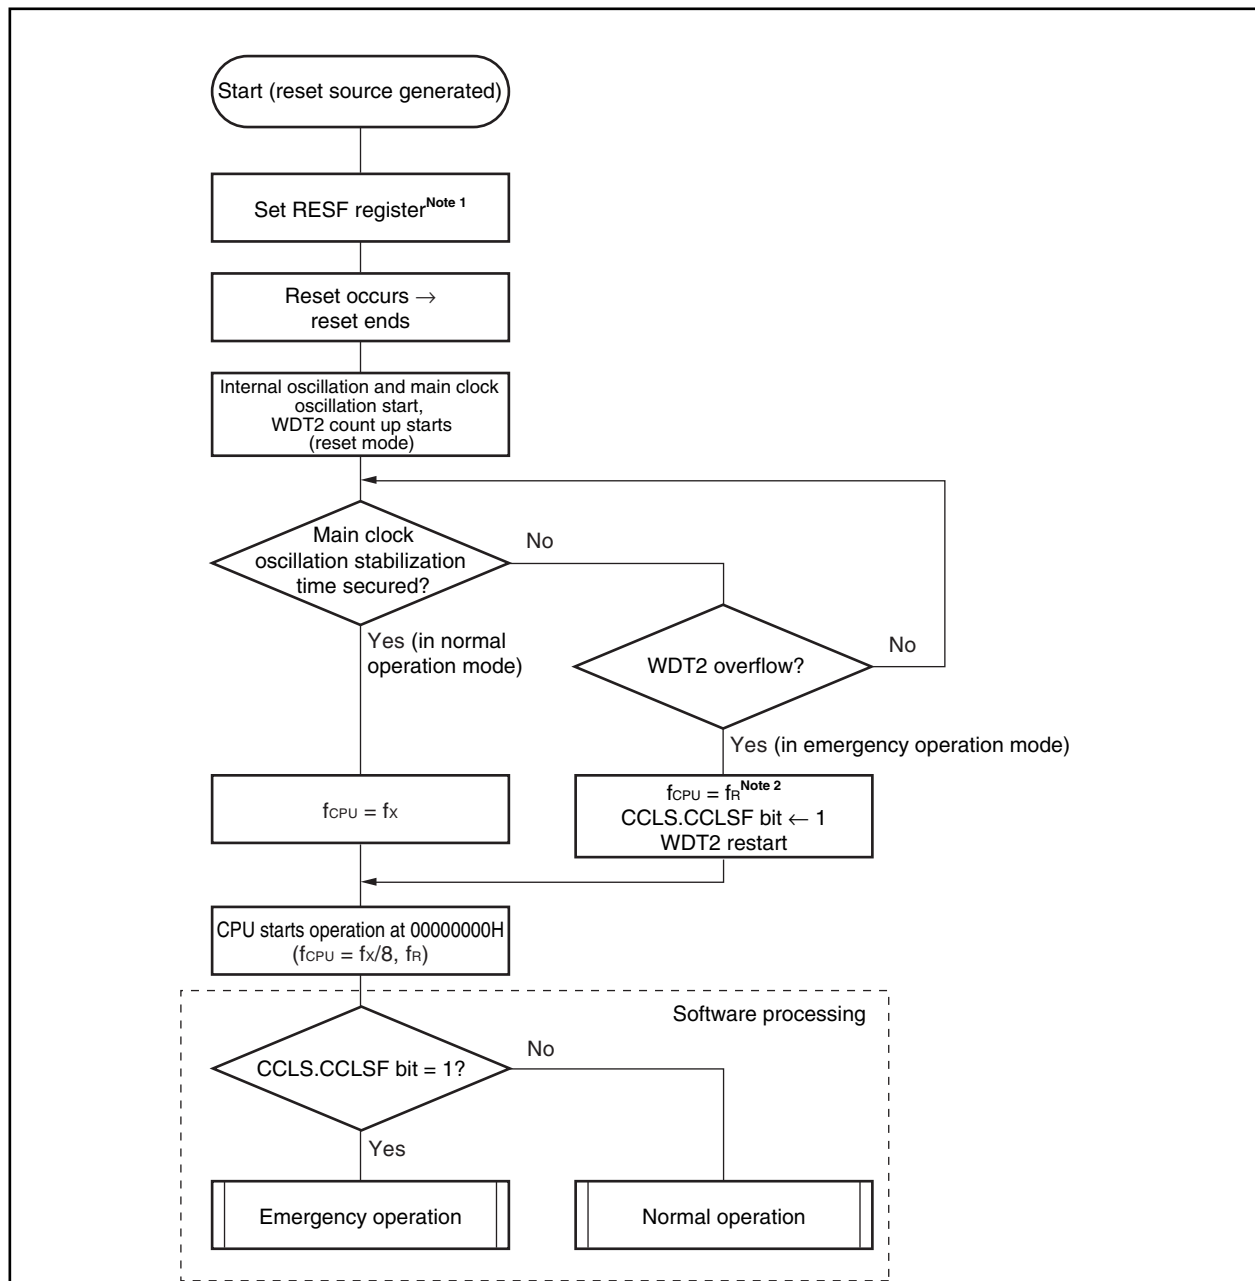 Start (reset source generated)
Set RESF register Note 1
Reset occurs →
reset ends
Internal oscillation and main clock
oscillation start,
WDT2 count up starts
(reset mode)
Main clock
oscillation stabilization
time secured?
No
Yes (in normal
operation mode)
WDT2 overflow?
No
Yes (in emergency operation mode)
fCPU = fX
fCPU = fR Note 2
CCLS.CCLSF bit ← 1
WDT2 restart
CPU starts operation at 00000000H
(fCPU = fX/8, fR)
Software processing
CCLS.CCLSF bit = 1?
No
Yes
Emergency operation
Normal operation